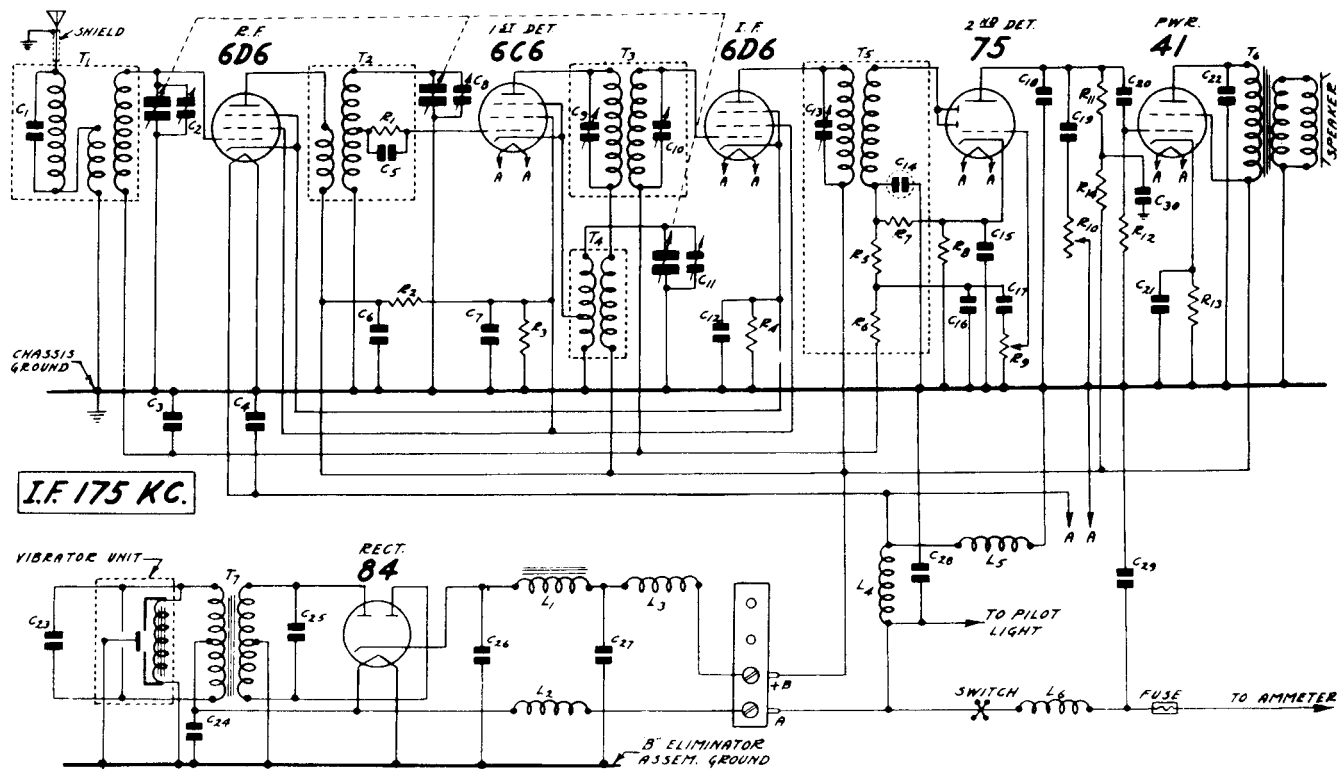 SHIELD
R.F.
6D6
1ST DET
6C6
I.F.
6D6
2ND DET.
75
PWR.
41
T1
T2
T3
T5
T6
C1
C2
R1
C5
C8
C9
C10
C13
C14
C18
C19
R11
C20
C22
SPEAKER
T4
C11
R7
R8
C15
R5
R10
R14
R12
C30
R2
C6
C7
R3
C12
R4
R6
C16
C17
R9
C21
R13
CHASSIS
GROUND
C3
C4
I.F. 175 KC.
A A
A A
A A
A A
A A
VIBRATOR UNIT
T7
RECT.
84
C23
C24
C25
C26
L1
L3
C27
L2
L4
L5
C28
C29
TO PILOT
LIGHT
+B
A
SWITCH
L6
FUSE
TO AMMETER
"B" ELIMINATOR
ASSEM. GROUND